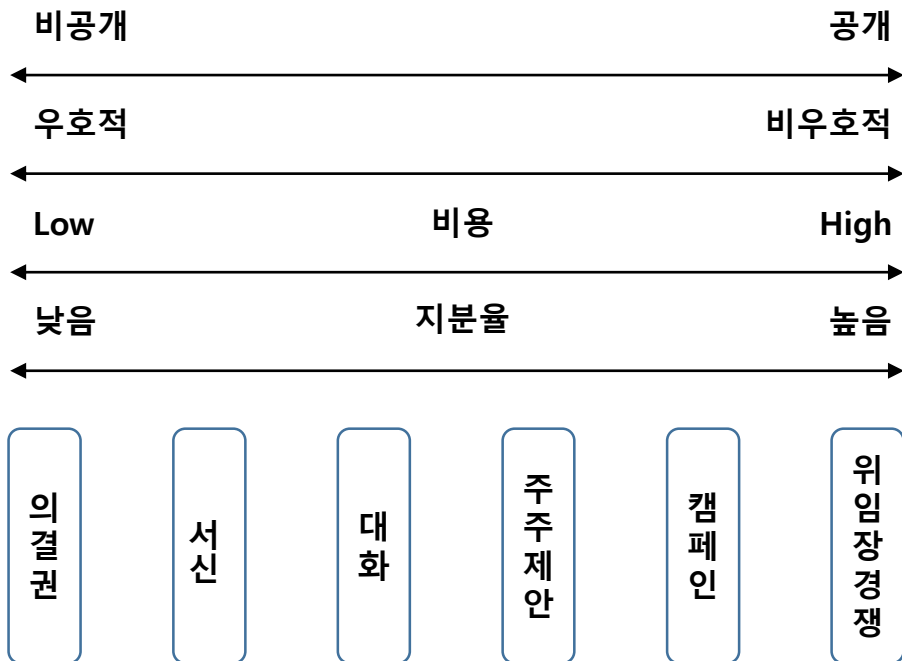 비공개 공개
우호적 비우호적
Low 비용 High
낮음 지분율 높음
의결권
서신
대화
주주제안
캠페인
위임장경쟁